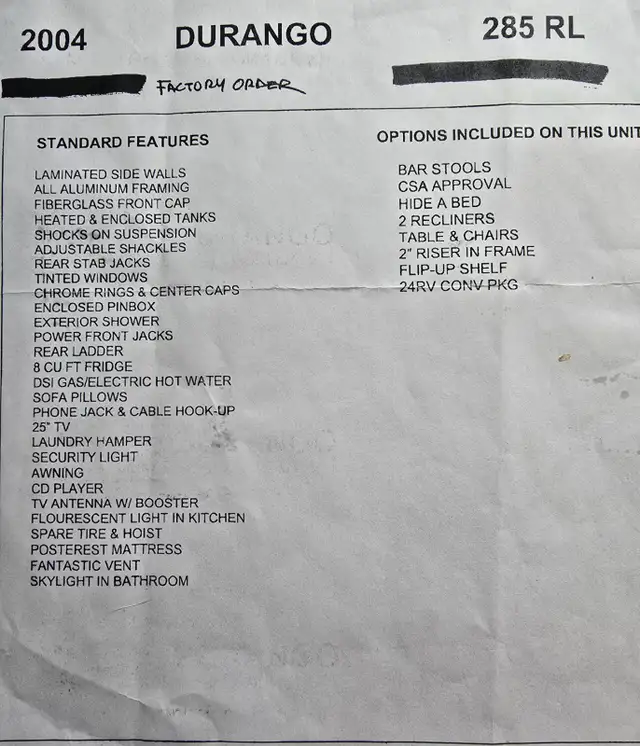 2004 DURANGO 285 RL
FACTORY ORDER
STANDARD FEATURES
LAMINATED SIDE WALLS
ALL ALUMINUM FRAMING
FIBERGLASS FRONT CAP
HEATED & ENCLOSED TANKS
SHOCKS ON SUSPENSION
ADJUSTABLE SHACKLES
REAR STAB JACKS
TINTED WINDOWS
CHROME RINGS & CENTER CAPS
ENCLOSED PINBOX
EXTERIOR SHOWER
POWER FRONT JACKS
REAR LADDER
8 CU FT FRIDGE
DSI GAS/ELECTRIC HOT WATER
SOFA PILLOWS
PHONE JACK & CABLE HOOK-UP
25" TV
LAUNDRY HAMPER
SECURITY LIGHT
AWNING
CD PLAYER
TV ANTENNA W/ BOOSTER
FLOURESCENT LIGHT IN KITCHEN
SPARE TIRE & HOIST
POSTEREST MATTRESS
FANTASTIC VENT
SKYLIGHT IN BATHROOM
OPTIONS INCLUDED ON THIS UNIT
BAR STOOLS
CSA APPROVAL
HIDE A BED
2 RECLINERS
TABLE & CHAIRS
2" RISER IN FRAME
FLIP-UP SHELF
24RV CONV PKG